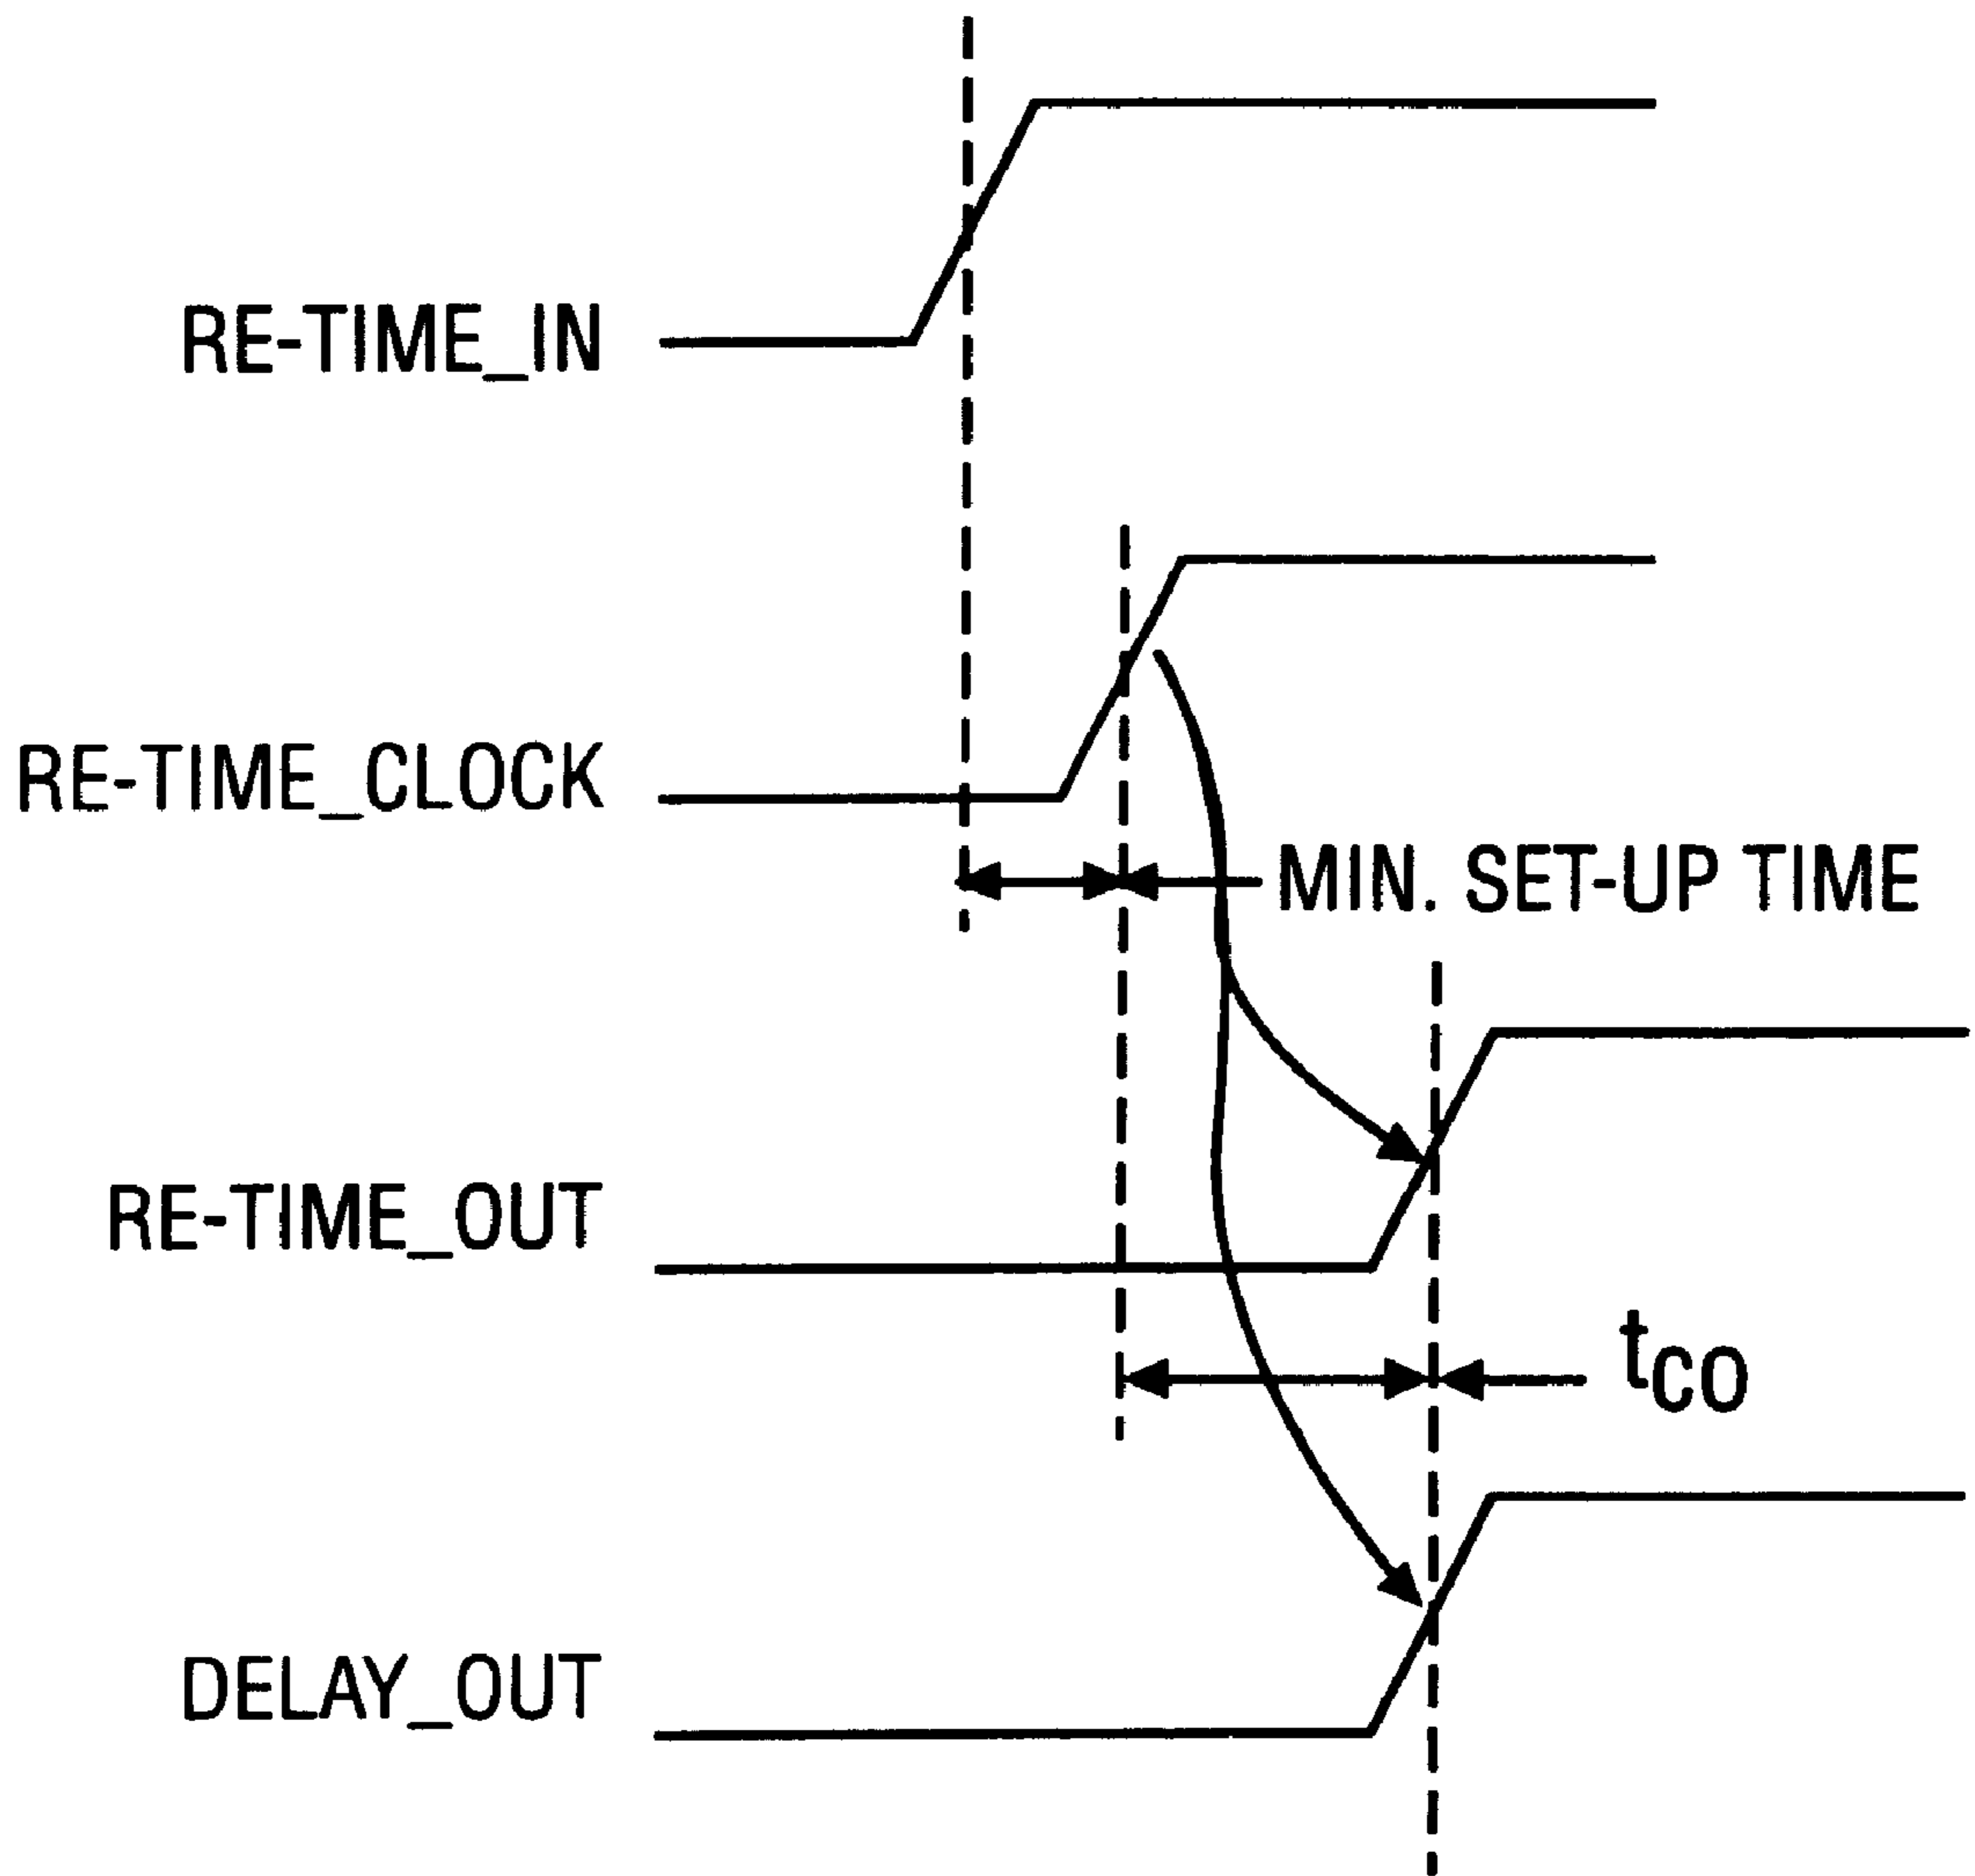 RE-TIME_IN
RE-TIME_CLOCK
MIN. SET-UP TIME
RE-TIME_OUT
tCO
DELAY_OUT